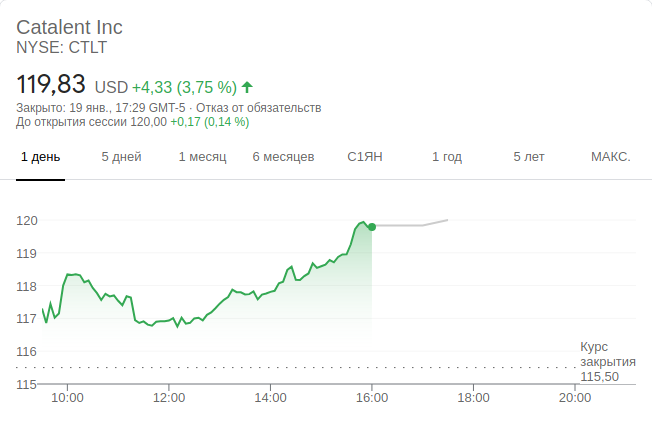 Catalent Inc
NYSE: CTLT
119,83 USD +4,33 (3,75 %)
Закрыто: 19 янв., 17:29 GMT-5 · Отказ от обязательств
До открытия сессии 120,00 +0,17 (0,14 %)
1 день 5 дней 1 месяц 6 месяцев С1ЯН 1 год 5 лет МАКС.
120
119
118
117
116
Курс
закрытия
115,50
115
10:00 12:00 14:00 16:00 18:00 20:00